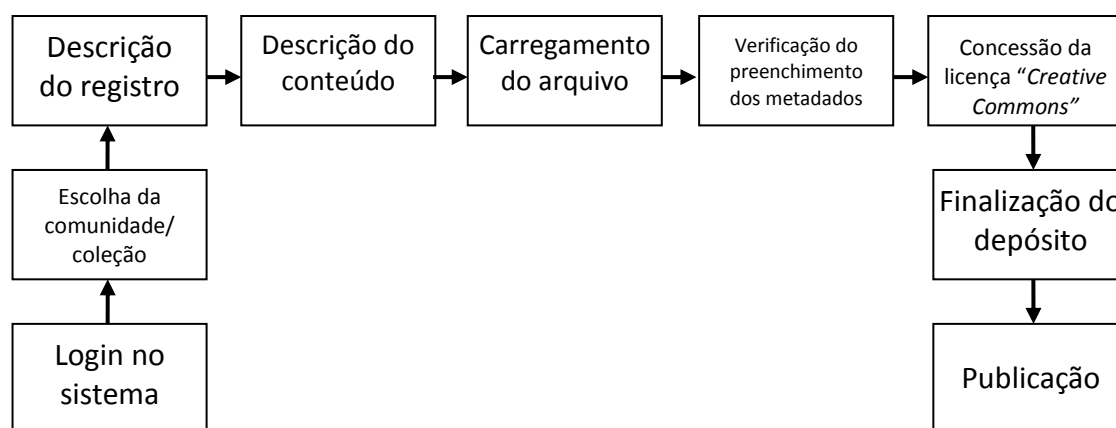 Descrição
do registro
Descrição do
conteúdo
Carregamento
do arquivo
Verificação do
preenchimento
dos metadados
Concessão da
licença “Creative
Commons”
Escolha da
comunidade/
coleção
Finalização do
depósito
Login no
sistema
Publicação